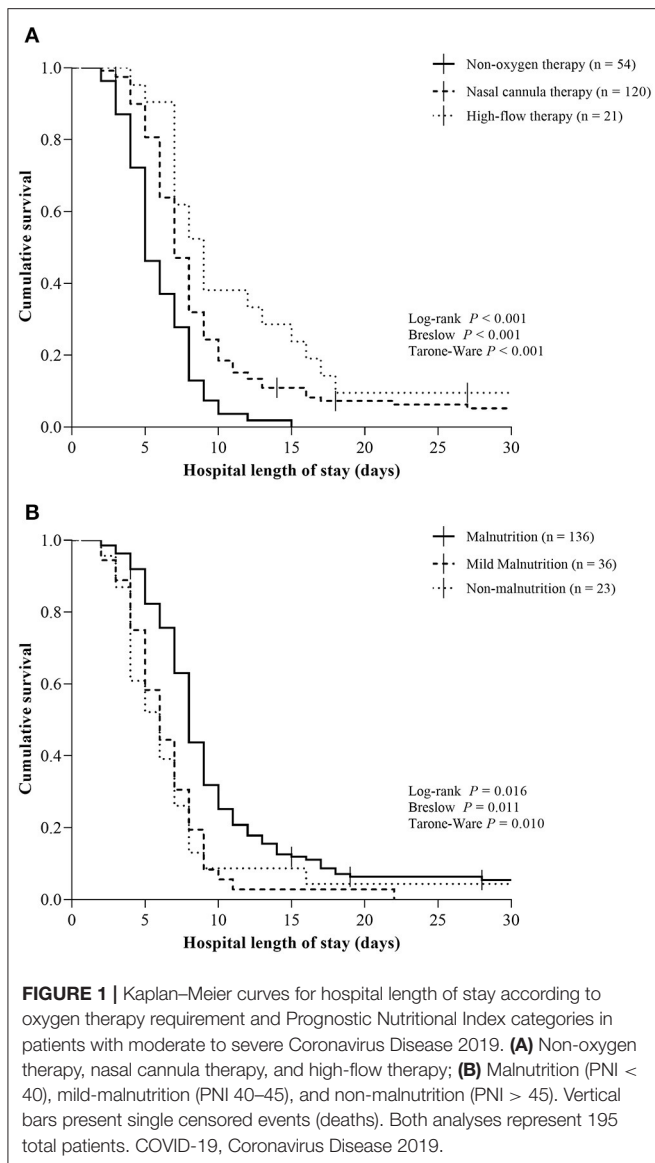 A
Non-oxygen therapy (n = 54)
Nasal cannula therapy (n = 120)
High-flow therapy (n = 21)
1.0
0.8
0.6
0.4
0.2
0.0
Cumulative survival
Log-rank P < 0.001
Breslow P < 0.001
Tarone-Ware P < 0.001
0 5 10 15 20 25 30
Hospital length of stay (days)
B
Malnutrition (n = 136)
Mild Malnutrition (n = 36)
Non-malnutrition (n = 23)
1.0
0.8
0.6
0.4
0.2
0.0
Cumulative survival
Log-rank P = 0.016
Breslow P = 0.011
Tarone-Ware P = 0.010
0 5 10 15 20 25 30
Hospital length of stay (days)
FIGURE 1 | Kaplan–Meier curves for hospital length of stay according to
oxygen therapy requirement and Prognostic Nutritional Index categories in
patients with moderate to severe Coronavirus Disease 2019. (A) Non-oxygen
therapy, nasal cannula therapy, and high-flow therapy; (B) Malnutrition (PNI <
40), mild-malnutrition (PNI 40–45), and non-malnutrition (PNI > 45). Vertical
bars present single censored events (deaths). Both analyses represent 195
total patients. COVID-19, Coronavirus Disease 2019.